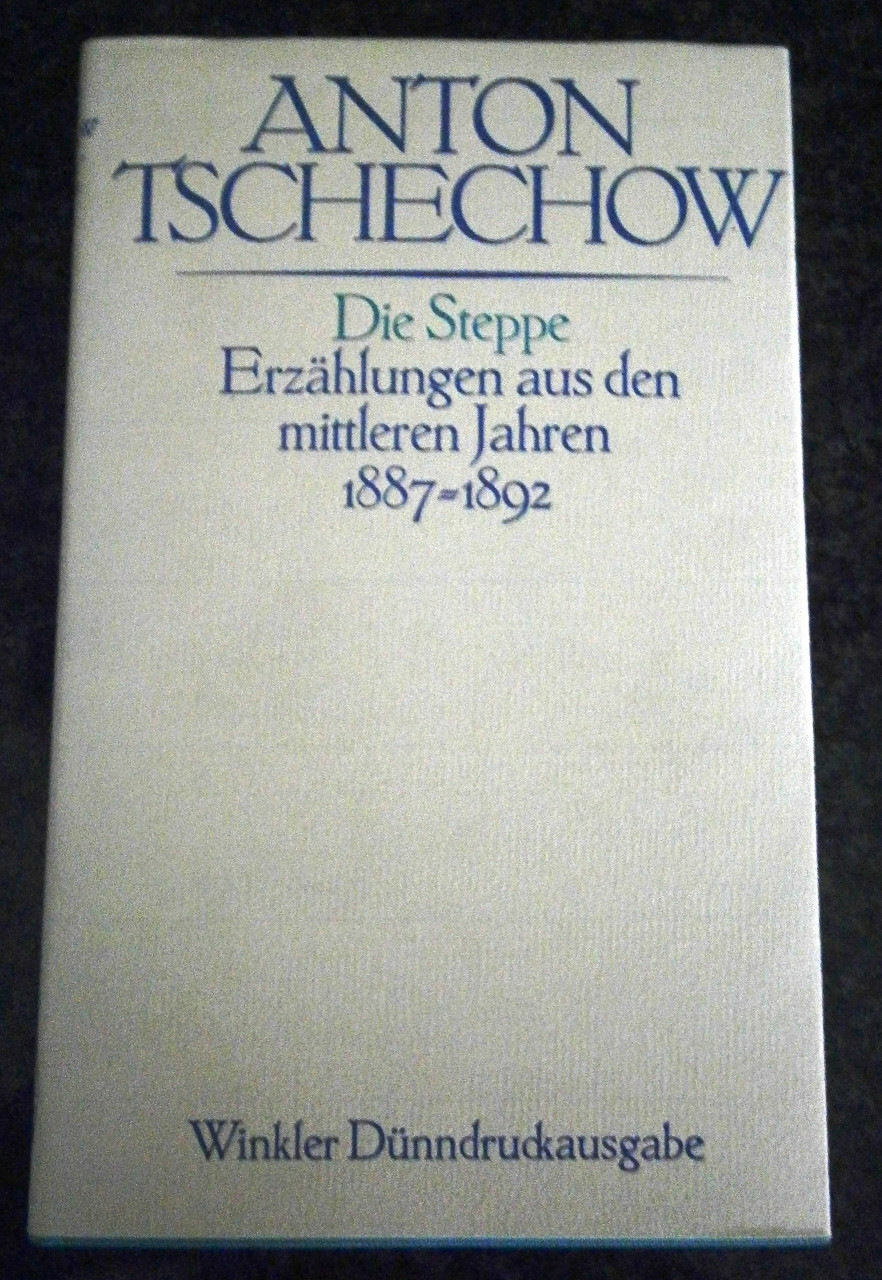 ANTON
TSCHECHOW
Die Steppe
Erzählungen aus den
mittleren Jahren
1887-1892
Winkler Dünndruckausgabe